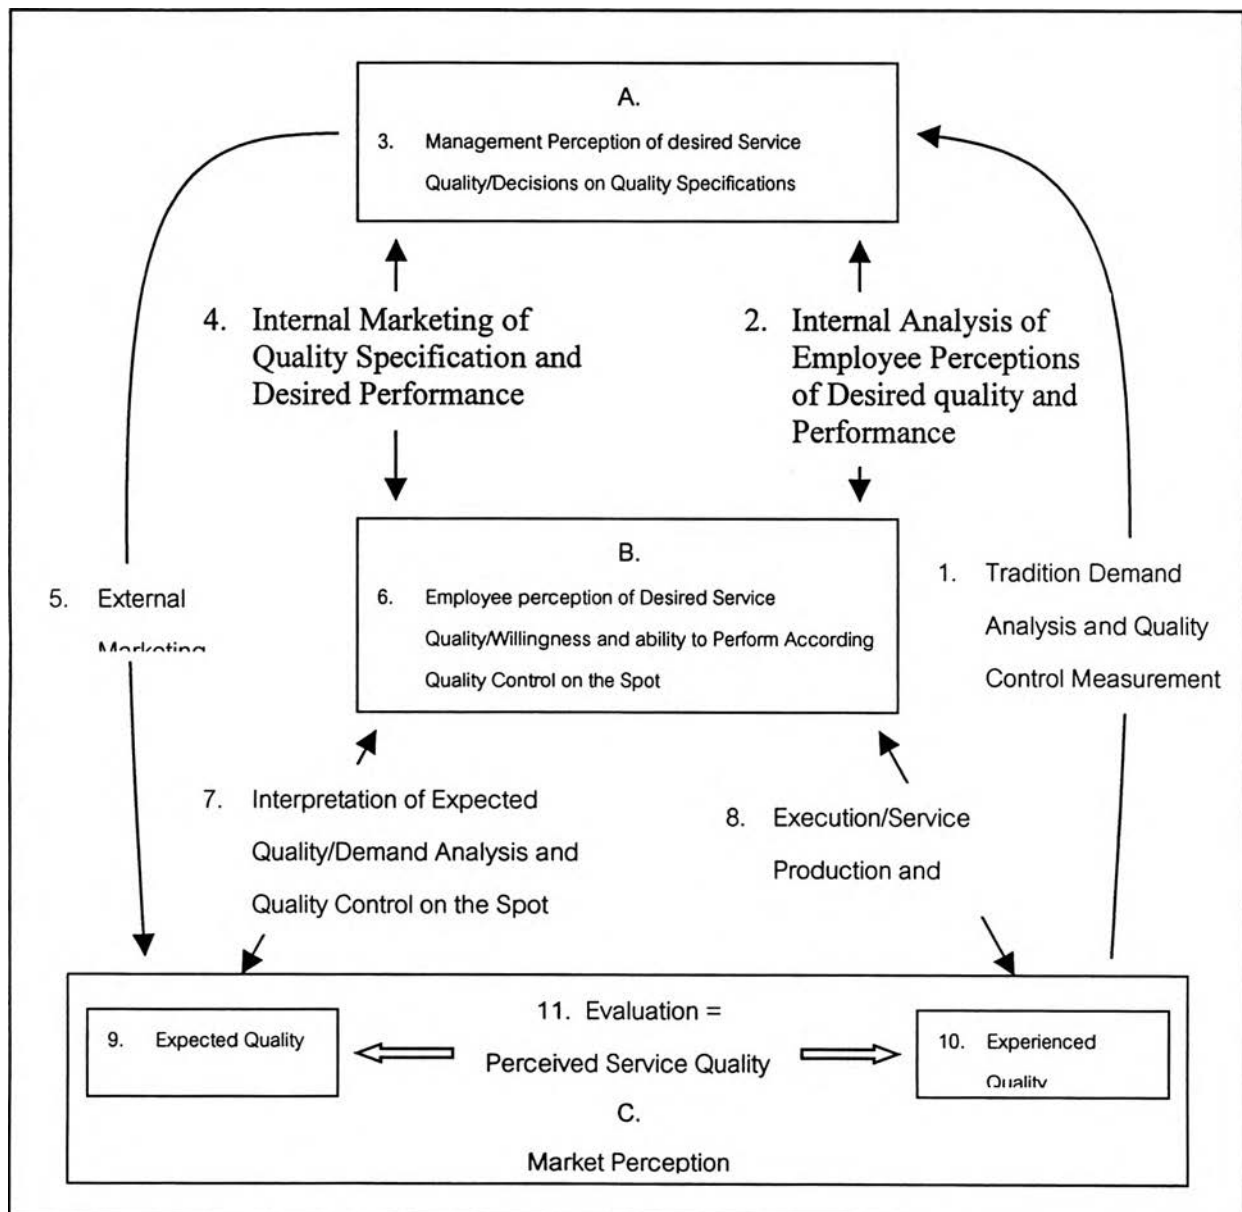 A.
3. Management Perception of desired Service
Quality/Decisions on Quality Specifications
4. Internal Marketing of
Quality Specification and
Desired Performance
2. Internal Analysis of
Employee Perceptions
of Desired quality and
Performance
B.
6. Employee perception of Desired Service
Quality/Willingness and ability to Perform According
Quality Control on the Spot
5. External
Marketing
1. Tradition Demand
Analysis and Quality
Control Measurement
7. Interpretation of Expected
Quality/Demand Analysis and
Quality Control on the Spot
8. Execution/Service
Production and
9. Expected Quality
11. Evaluation =
Perceived Service Quality
10. Experienced
Quality
C.
Market Perception